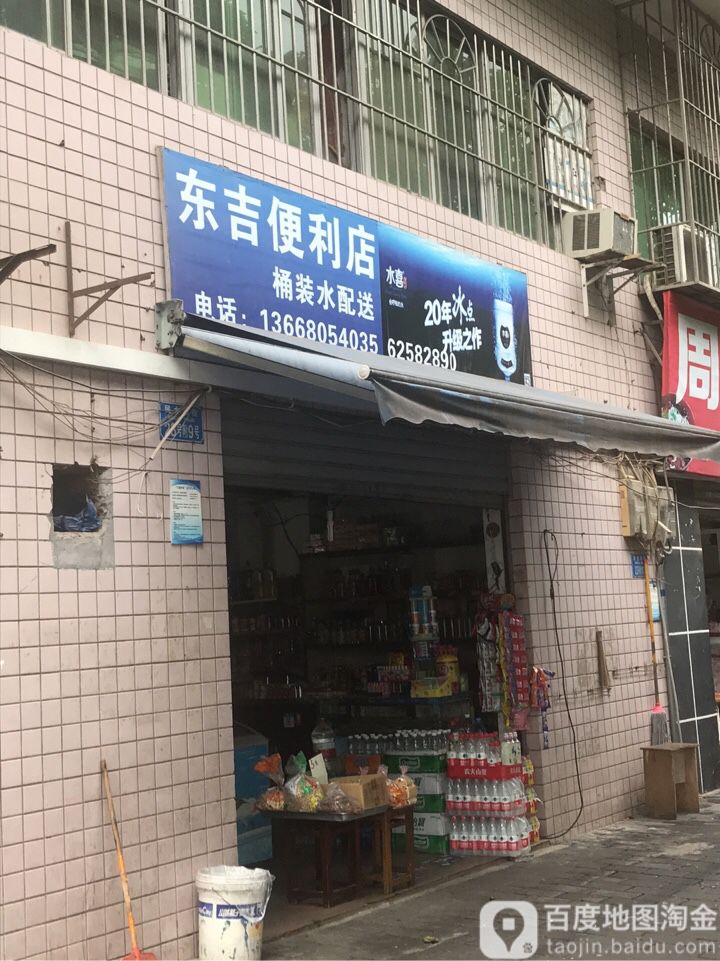 东吉便利店
桶装水配送
电话：13668054035 62582890
水喜
20年冰点
升级之作
周
农夫山泉
百度地图淘金
taojin.baidu.com